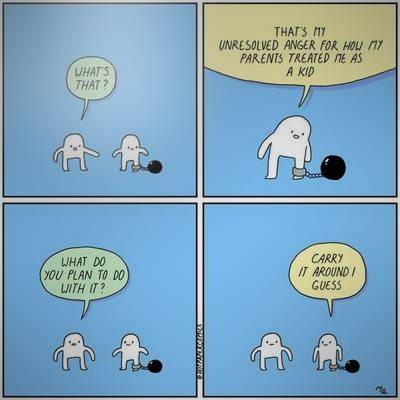 WHAT'S
THAT?
THAT'S MY
UNRESOLVED ANGER FOR HOW MY
PARENTS TREATED ME AS
A KID
WHAT DO
YOU PLAN TO DO
WITH IT?
CARRY
IT AROUND I
GUESS